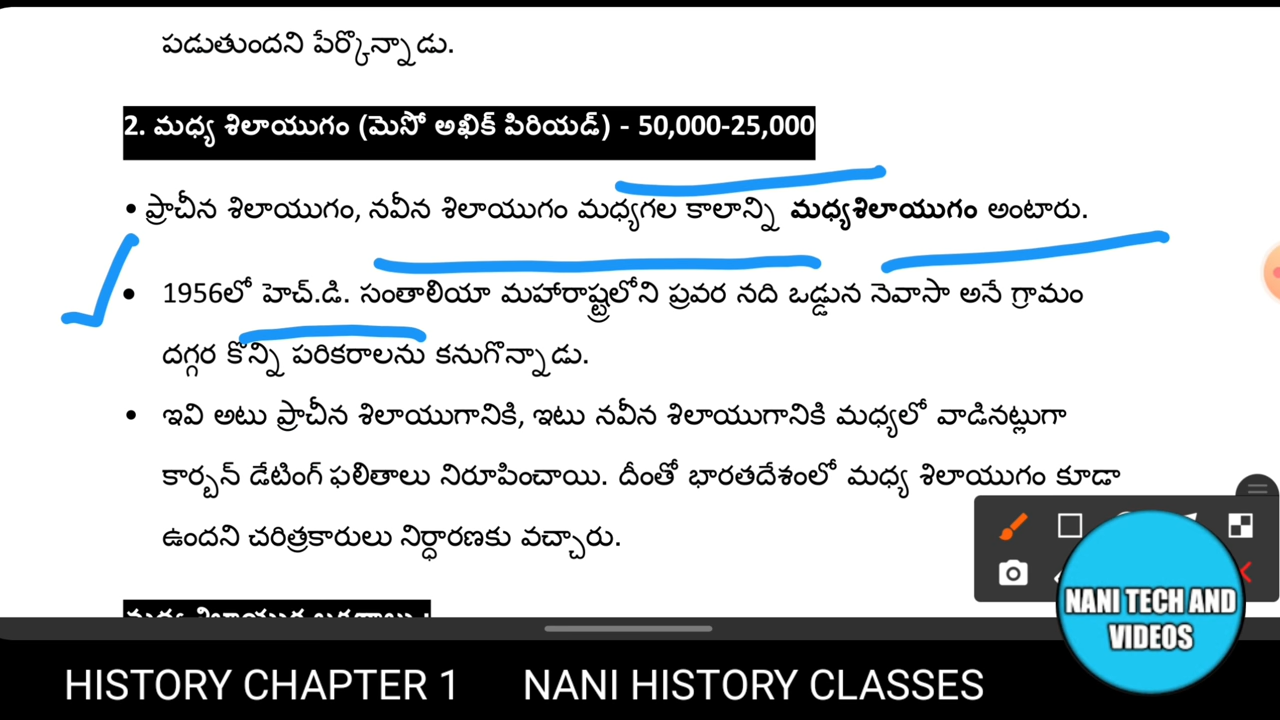 పడుతుందని పేర్కొన్నాడు.
2. మధ్య శిలాయుగం (మెసో అఖిక్ పిరియడ్) - 50,000-25,000
• ప్రాచీన శిలాయుగం, నవీన శిలాయుగం మధ్యగల కాలాన్ని మధ్యశిలాయుగం అంటారు.
• 1956లో హెచ్.డి. సంతాలియా మహారాష్ట్రలోని ప్రవర నది ఒడ్డున నెవాసా అనే గ్రామం
దగ్గర కొన్ని పరికరాలను కనుగొన్నాడు.
• ఇవి అటు ప్రాచీన శిలాయుగానికి, ఇటు నవీన శిలాయుగానికి మధ్యలో వాడినట్లుగా
కార్బన్ డేటింగ్ ఫలితాలు నిరూపించాయి. దీంతో భారతదేశంలో మధ్య శిలాయుగం కూడా
ఉందని చరిత్రకారులు నిర్ధారణకు వచ్చారు.
NANI TECH AND
VIDEOS
HISTORY CHAPTER 1 NANI HISTORY CLASSES